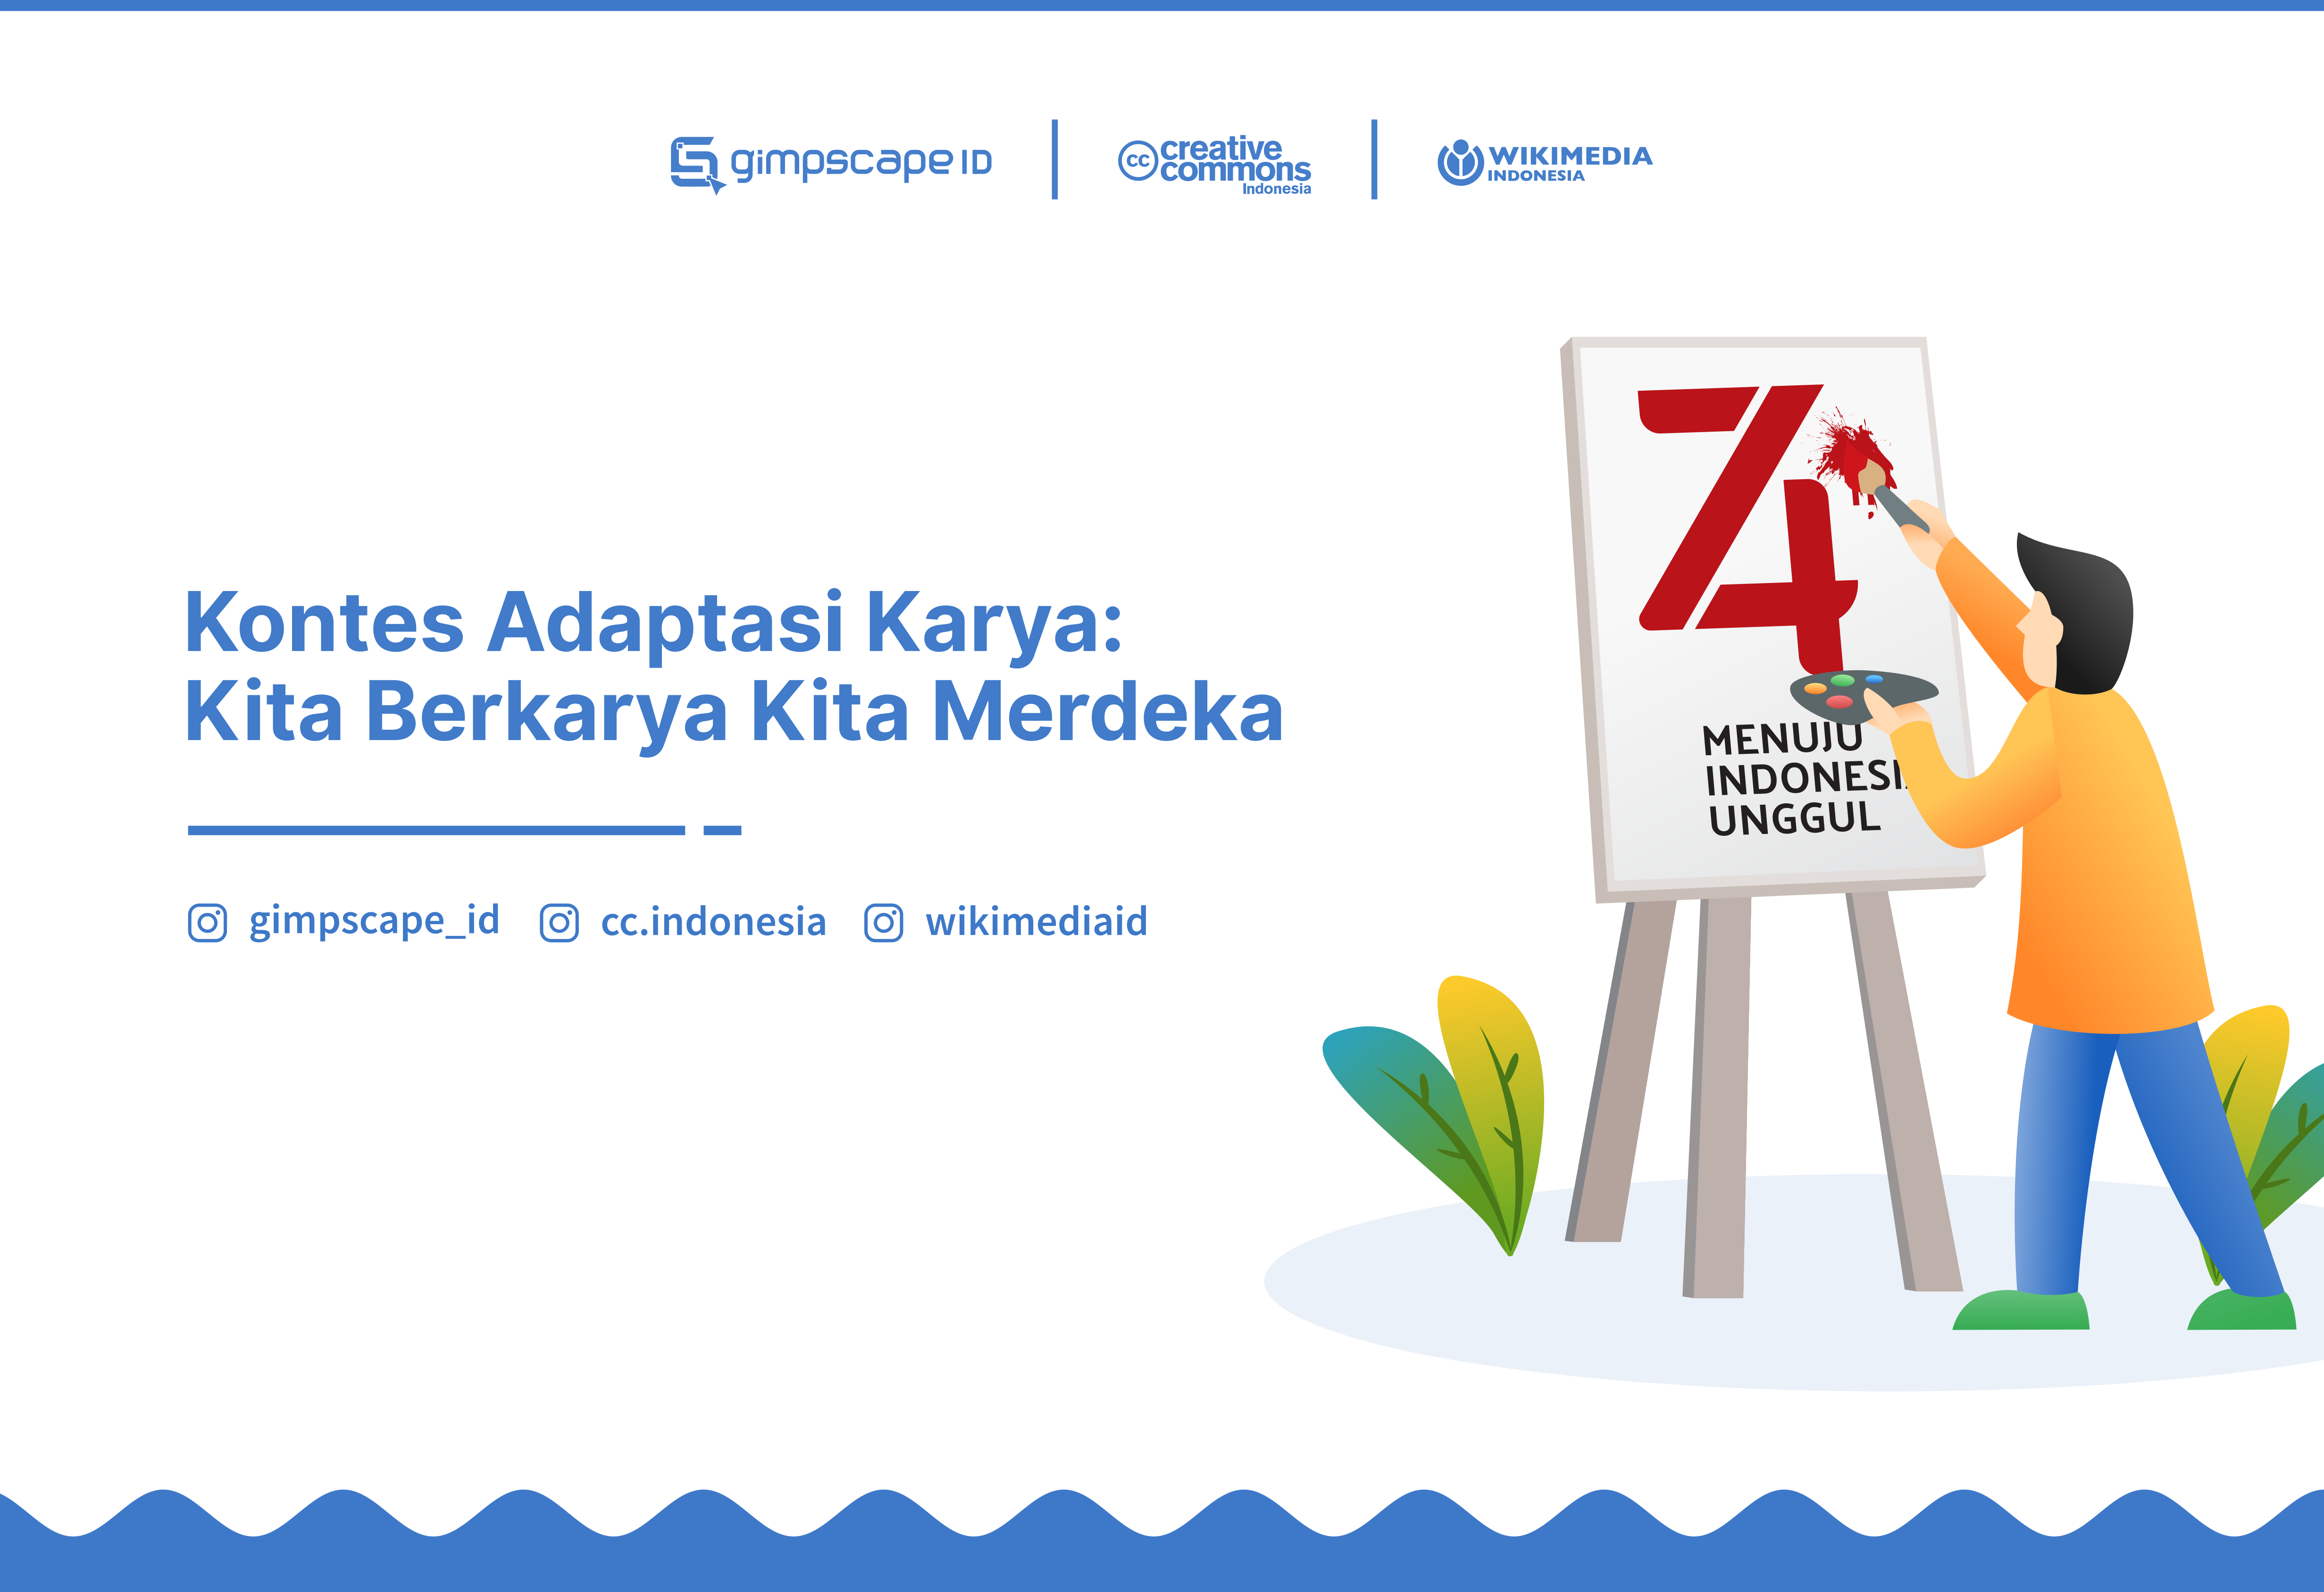 gimpscape ID
cc creative
commons
Indonesia
WIKIMEDIA
INDONESIA
Kontes Adaptasi Karya:
Kita Berkarya Kita Merdeka
gimpscape_id cc.indonesia wikimediaid
74
MENUJU
INDONESIA
UNGGUL